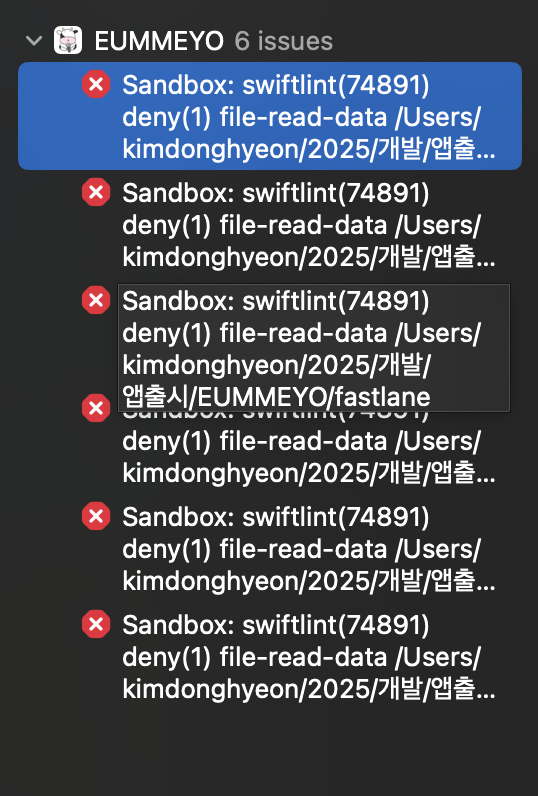 EUMMEYO 6 issues
Sandbox: swiftlint(74891)
deny(1) file-read-data /Users/
kimdonghyeon/2025/개발/앱출...
Sandbox: swiftlint(74891)
deny(1) file-read-data /Users/
kimdonghyeon/2025/개발/앱출...
Sandbox: swiftlint(74891)
deny(1) file-read-data /Users/
kimdonghyeon/2025/개발/
앱출시/EUMMEYO/fastlane
deny(1) file-read-data /Users/
kimdonghyeon/2025/개발/앱출...
Sandbox: swiftlint(74891)
deny(1) file-read-data /Users/
kimdonghyeon/2025/개발/앱출...
Sandbox: swiftlint(74891)
deny(1) file-read-data /Users/
kimdonghyeon/2025/개발/앱출...